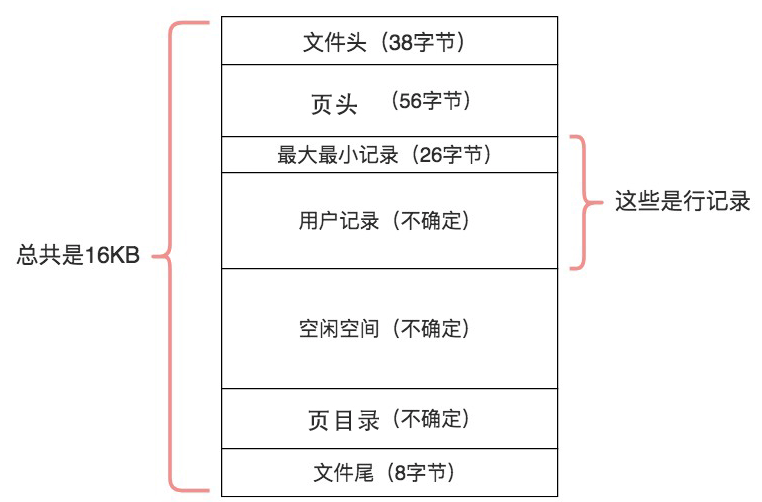 文件头（38字节）
页头 （56字节）
最大最小记录（26字节）
用户记录（不确定）
这些是行记录
总共是16KB
空闲空间（不确定）
页目录（不确定）
文件尾（8字节）